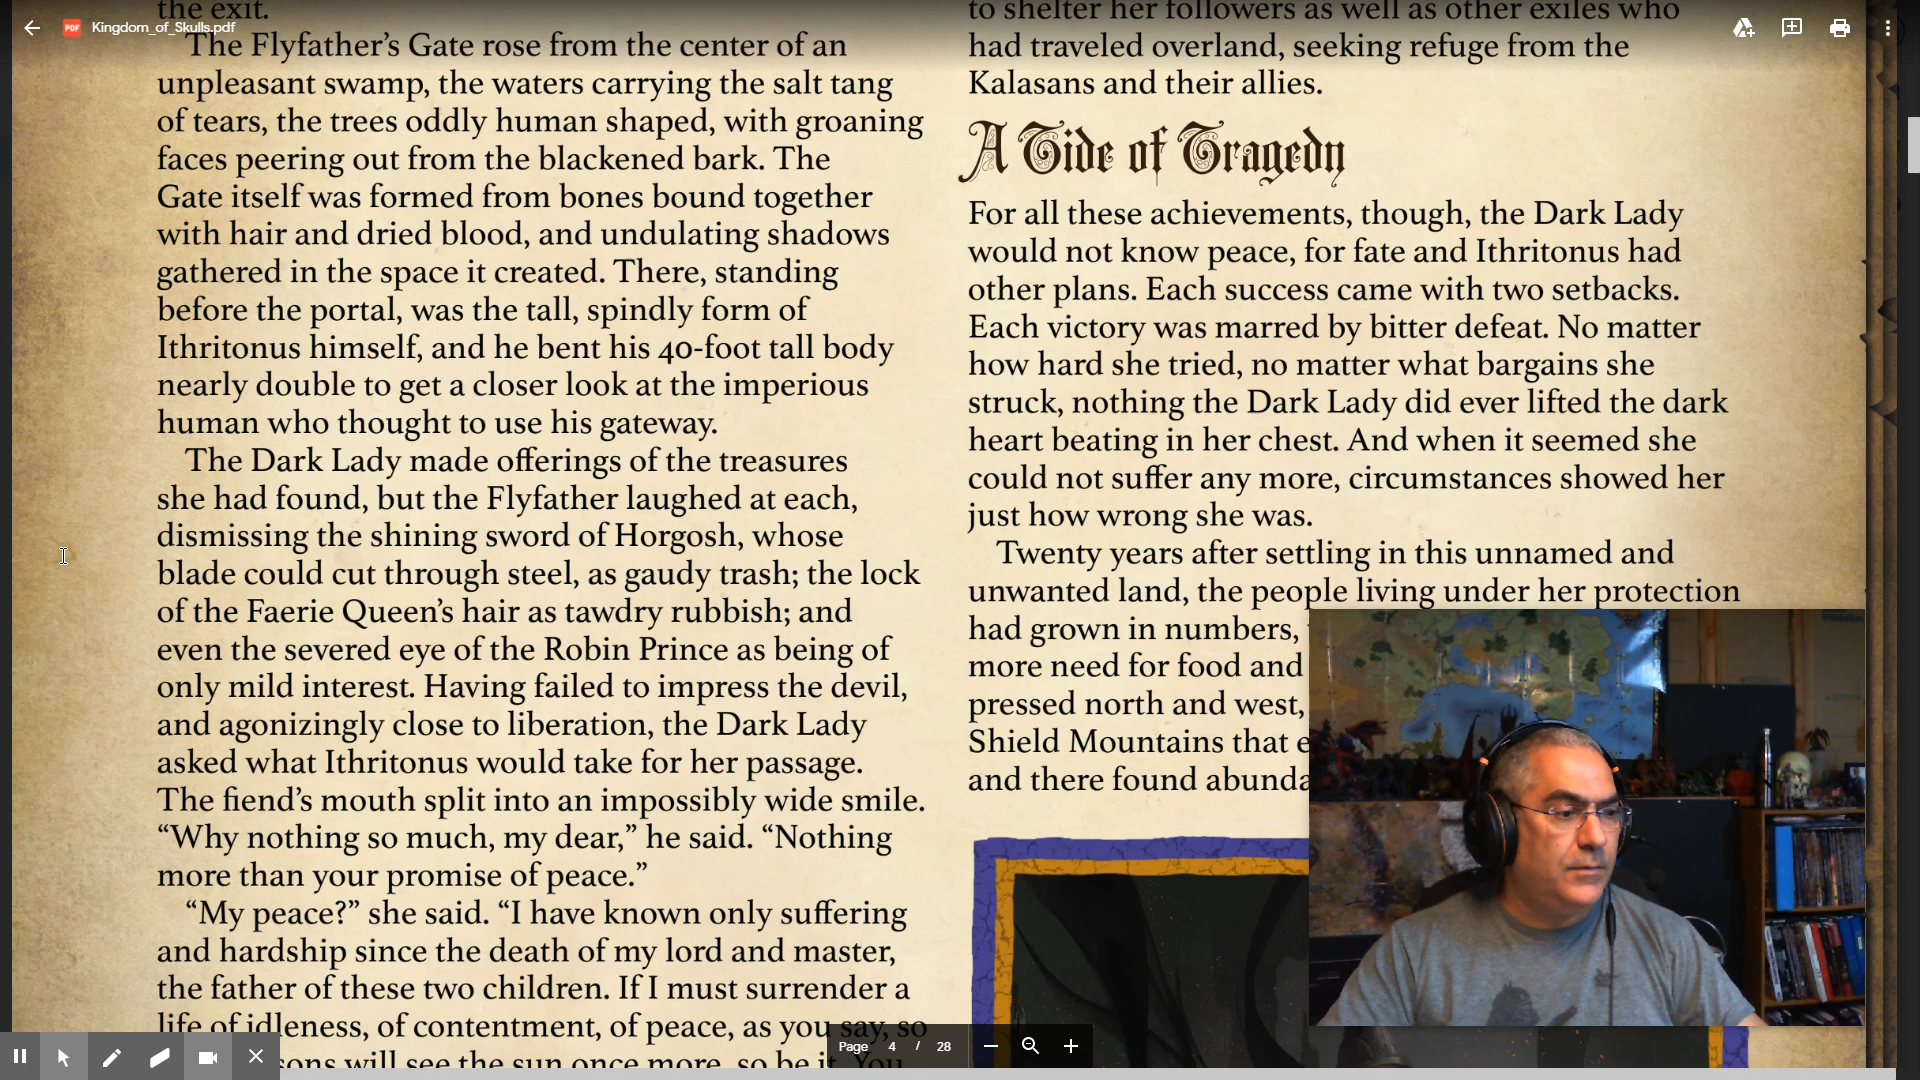 Kingdom_of_Skulls.pdf
the exit.
The Flyfather's Gate rose from the center of an
unpleasant swamp, the waters carrying the salt tang
of tears, the trees oddly human shaped, with groaning
faces peering out from the blackened bark. The
Gate itself was formed from bones bound together
with hair and dried blood, and undulating shadows
gathered in the space it created. There, standing
before the portal, was the tall, spindly form of
Ithritonus himself, and he bent his 40-foot tall body
nearly double to get a closer look at the imperious
human who thought to use his gateway.
The Dark Lady made offerings of the treasures
she had found, but the Flyfather laughed at each,
dismissing the shining sword of Horgosh, whose
blade could cut through steel, as gaudy trash; the lock
of the Faerie Queen's hair as tawdry rubbish; and
even the severed eye of the Robin Prince as being of
only mild interest. Having failed to impress the devil,
and agonizingly close to liberation, the Dark Lady
asked what Ithritonus would take for her passage.
The fiend's mouth split into an impossibly wide smile.
“Why nothing so much, my dear,” he said. “Nothing
more than your promise of peace.”
“My peace?” she said. “I have known only suffering
and hardship since the death of my lord and master,
the father of these two children. If I must surrender a
life of idleness, of contentment, of peace, as you say, so
sons will see the sun once more, so be it. You
to shelter her followers as well as other exiles who
had traveled overland, seeking refuge from the
Kalasans and their allies.
A Tide of Tragedy
For all these achievements, though, the Dark Lady
would not know peace, for fate and Ithritonus had
other plans. Each success came with two setbacks.
Each victory was marred by bitter defeat. No matter
how hard she tried, no matter what bargains she
struck, nothing the Dark Lady did ever lifted the dark
heart beating in her chest. And when it seemed she
could not suffer any more, circumstances showed her
just how wrong she was.
Twenty years after settling in this unnamed and
unwanted land, the people living under her protection
had grown in numbers,
more need for food and
pressed north and west,
Shield Mountains that
and there found
Page 4 / 28